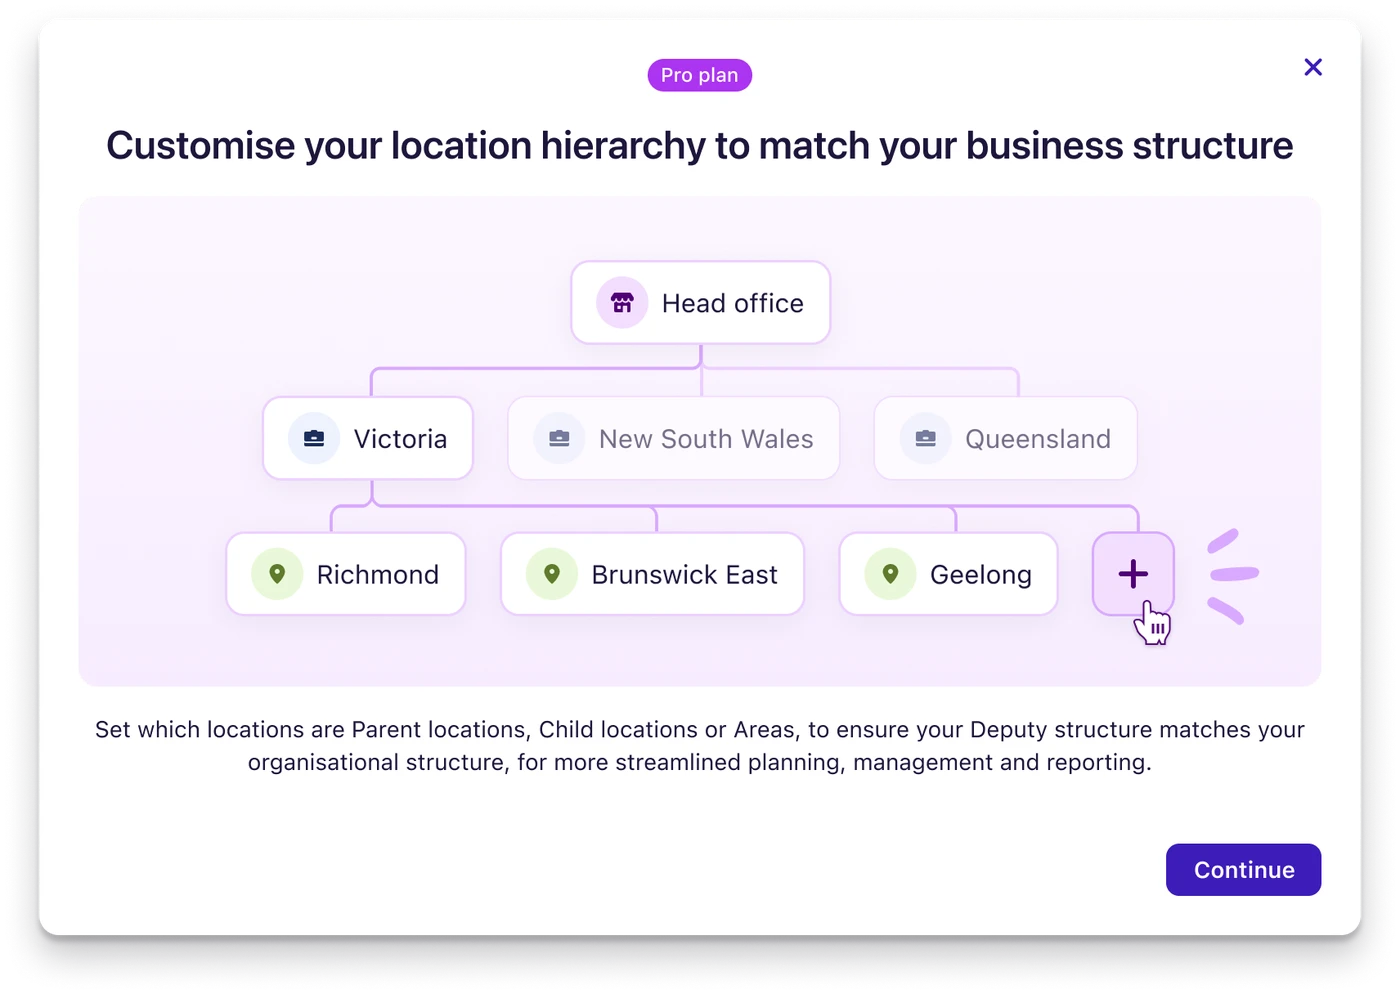 Pro plan
Customise your location hierarchy to match your business structure
Head office
Victoria
New South Wales
Queensland
Richmond
Brunswick East
Geelong
Set which locations are Parent locations, Child locations or Areas, to ensure your Deputy structure matches your
organisational structure, for more streamlined planning, management and reporting.
Continue